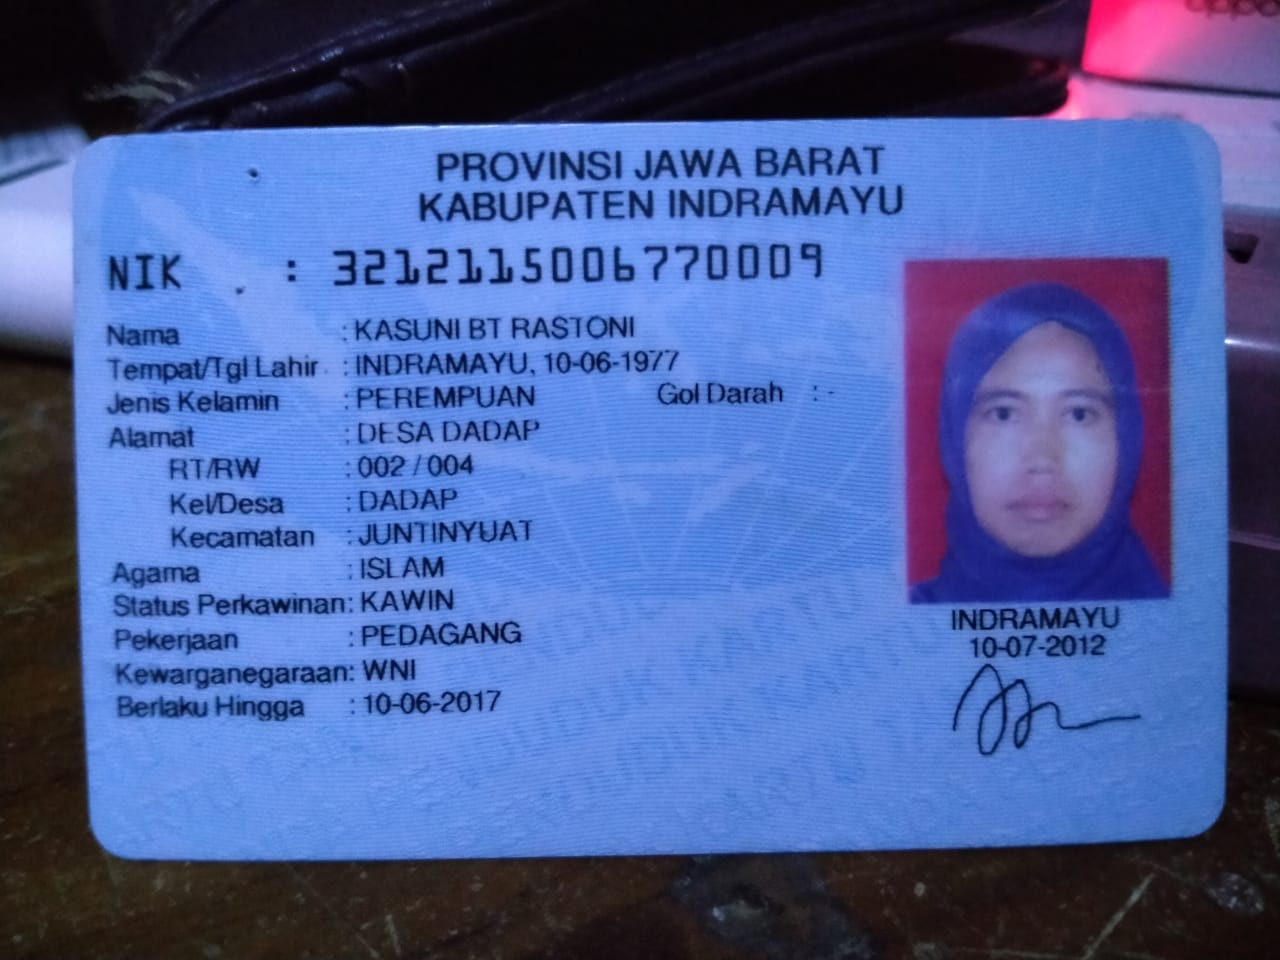 PROVINSI JAWA BARAT
KABUPATEN INDRAMAYU
NIK : 3212115006770009
Nama : KASUNI BT RASTONI
Tempat/Tgl Lahir : INDRAMAYU, 10-06-1977
Jenis Kelamin : PEREMPUAN Gol Darah : -
Alamat : DESA DADAP
RT/RW : 002 / 004
Kel/Desa : DADAP
Kecamatan : JUNTINYUAT
Agama : ISLAM
Status Perkawinan: KAWIN
Pekerjaan : PEDAGANG
Kewarganegaraan: WNI
Berlaku Hingga : 10-06-2017
INDRAMAYU
10-07-2012